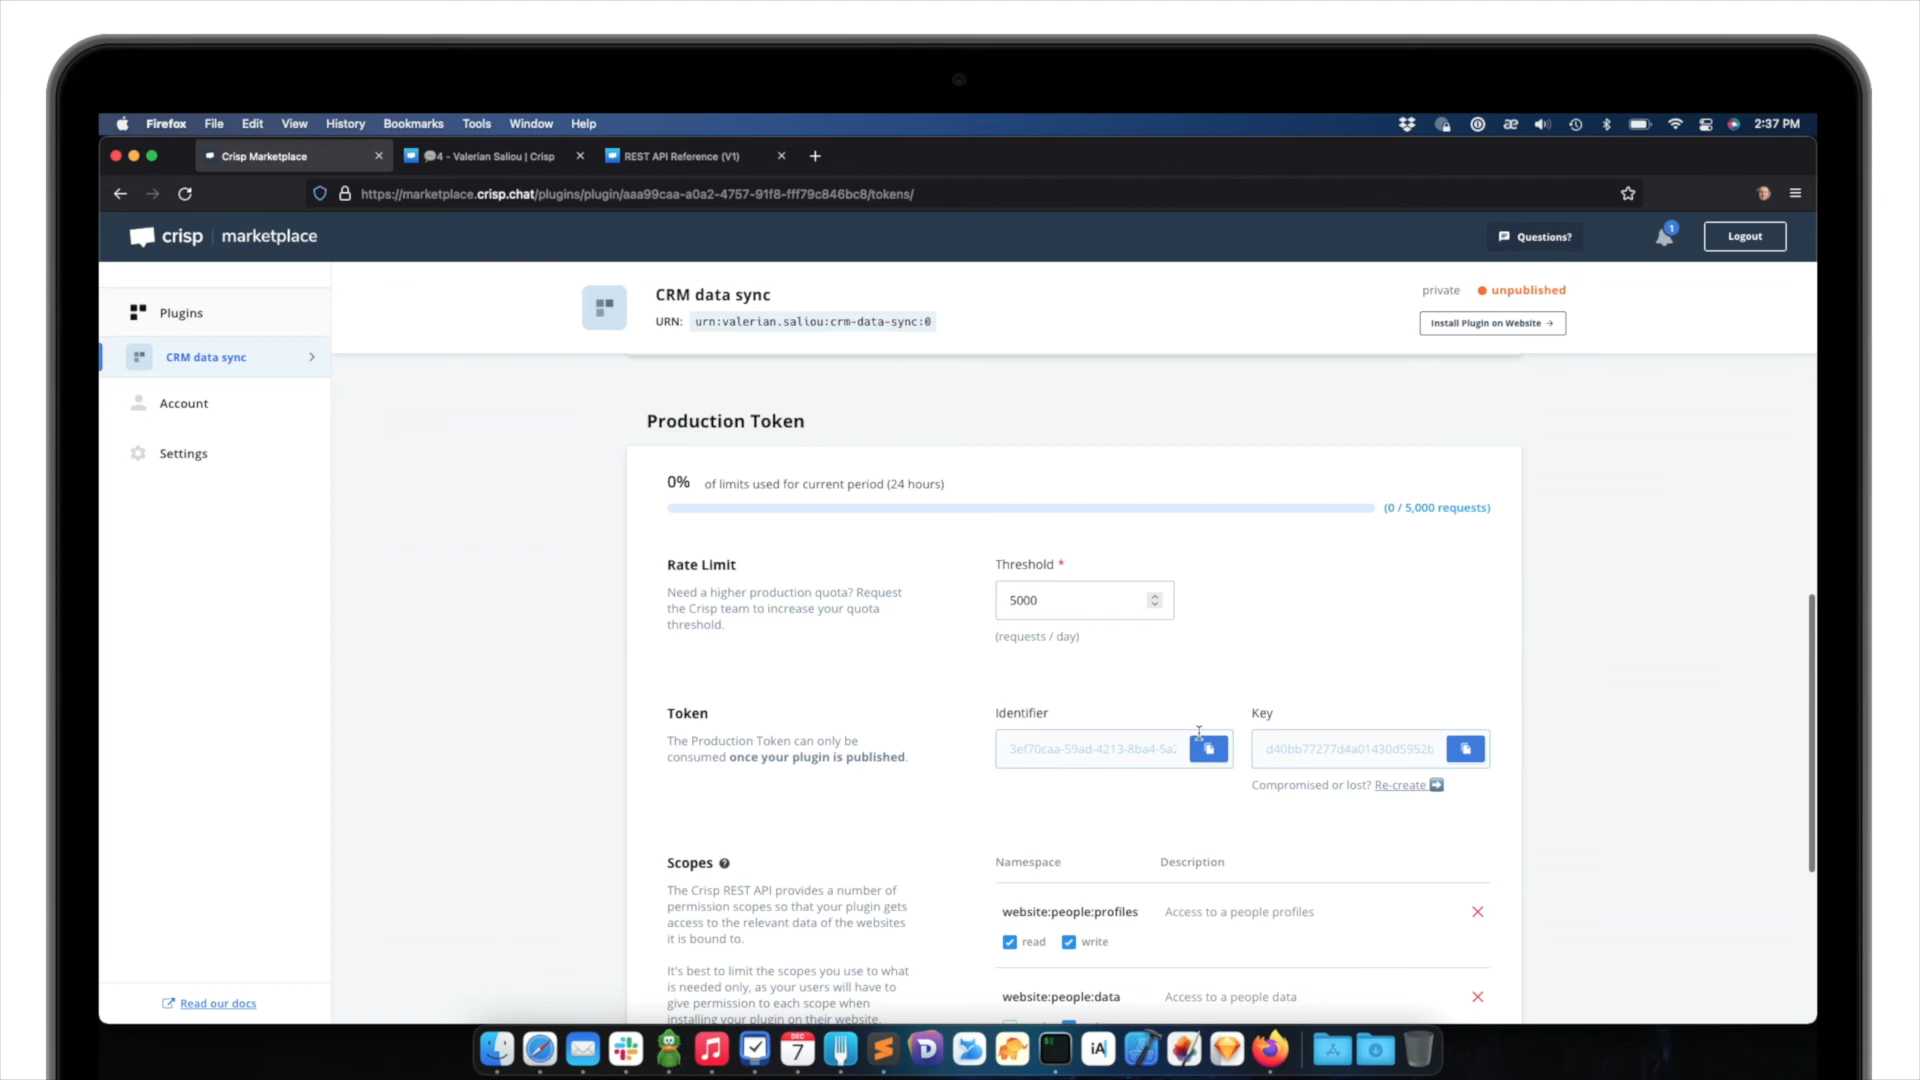 Firefox File Edit View History Bookmarks Tools Window Help
2:37 PM
Crisp Marketplace
4 - Valerian Saliou | Crisp
REST API Reference (V1)
https://marketplace.crisp.chat/plugins/plugin/aaa99caa-a0a2-4757-91f8-fff79c846bc8/tokens/
crisp | marketplace
Questions?
1
Logout
Plugins
CRM data sync
Account
Settings
Read our docs
CRM data sync
URN: urn:valerian.saliou:crm-data-sync:0
private unpublished
Install Plugin on Website →
Production Token
0% of limits used for current period (24 hours)
(0 / 5,000 requests)
Rate Limit
Need a higher production quota? Request
the Crisp team to increase your quota
threshold.
Threshold *
5000
(requests / day)
Token
The Production Token can only be
consumed once your plugin is published.
Identifier
3ef70caa-59ad-4213-8ba4-5a
Key
d40bb77277d4a01430d5952b
Compromised or lost? Re-create
Scopes
The Crisp REST API provides a number of
permission scopes so that your plugin gets
access to the relevant data of the websites
it is bound to.
It's best to limit the scopes you use to what
is needed only, as your users will have to
give permission to each scope when
installing your plugin on their website.
Namespace Description
website:people:profiles Access to a people profiles
read write
website:people:data Access to a people data
DEC
7
iA